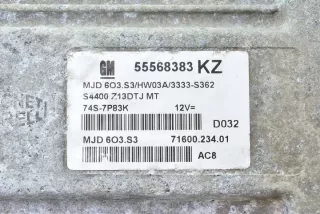 GM 55568383 KZ
MJD 6O3.S3/HW03A/3333-S362
S4400 Z13DTJ MT
74S-7P83K 12V=
D032
MJD 6O3.S3 71600.234.01
AC8